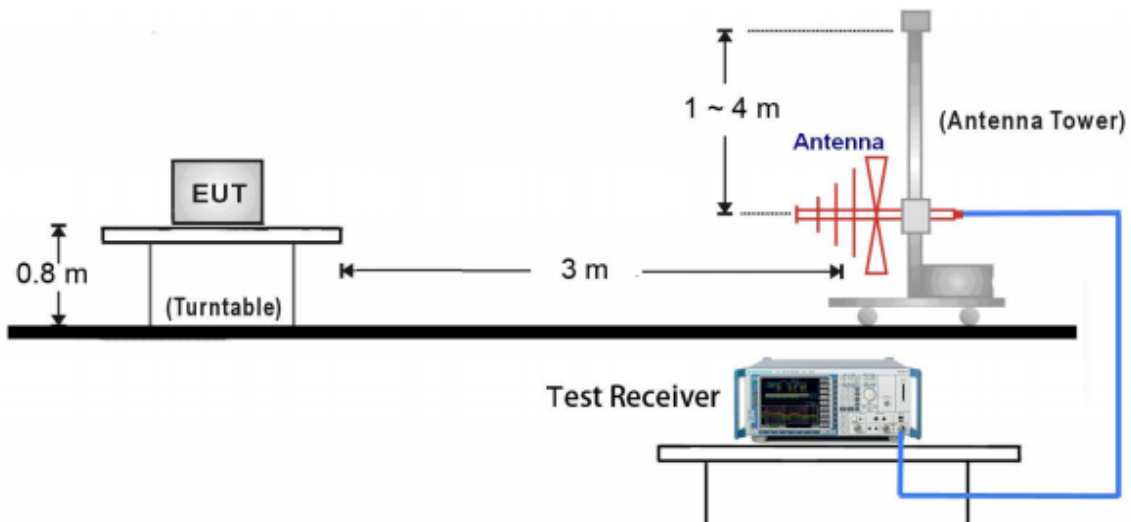 1 ~ 4 m
(Antenna Tower)
Antenna
EUT
0.8 m
3 m
(Turntable)
Test Receiver